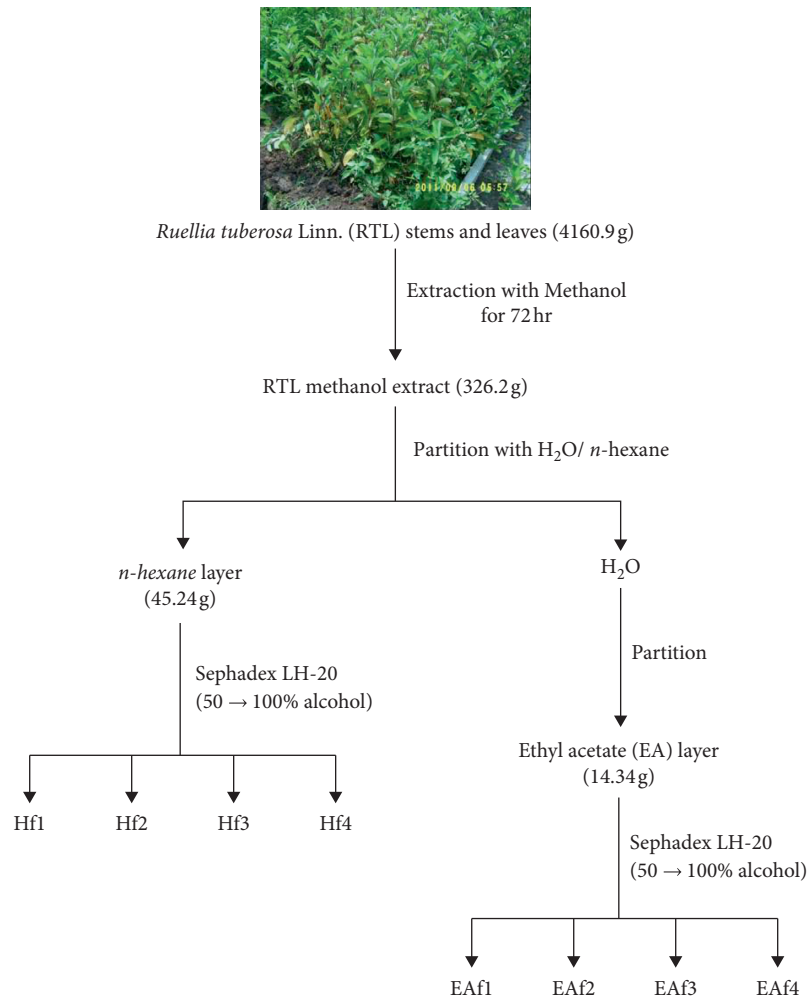 2011/09/06 05:57
Ruellia tuberosa Linn. (RTL) stems and leaves (4160.9 g)
Extraction with Methanol
for 72 hr
RTL methanol extract (326.2 g)
Partition with H₂O/ n-hexane
n-hexane layer
(45.24 g)
H₂O
Sephadex LH-20
(50 → 100% alcohol)
Partition
Hf1 Hf2 Hf3 Hf4
Ethyl acetate (EA) layer
(14.34 g)
Sephadex LH-20
(50 → 100% alcohol)
EAf1 EAf2 EAf3 EAf4